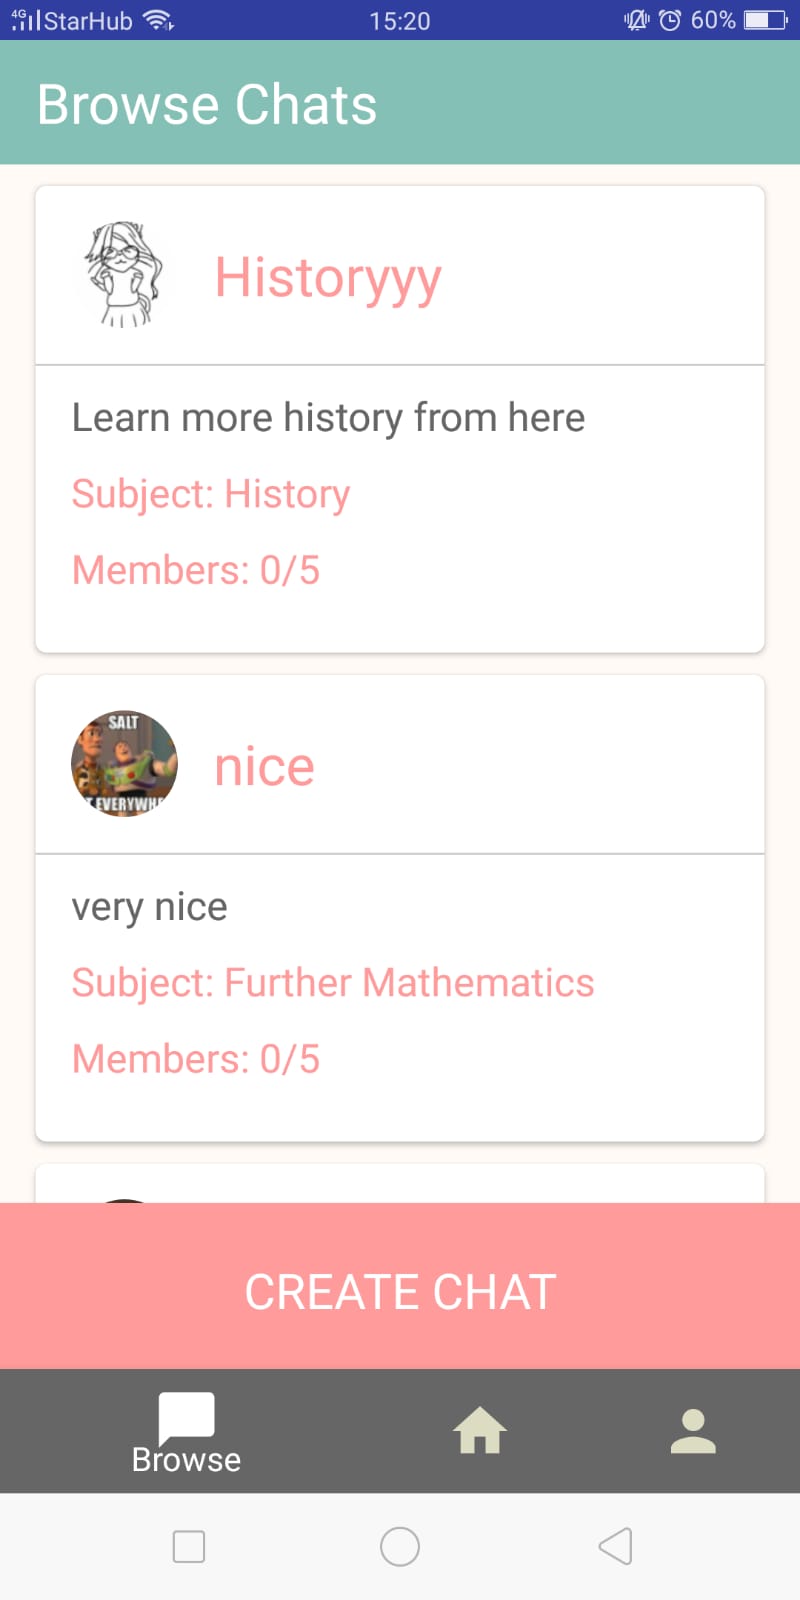 4G StarHub 15:20 60%
Browse Chats
Historyyy
Learn more history from here
Subject: History
Members: 0/5
SALT
EVERYWHE
nice
very nice
Subject: Further Mathematics
Members: 0/5
CREATE CHAT
Browse